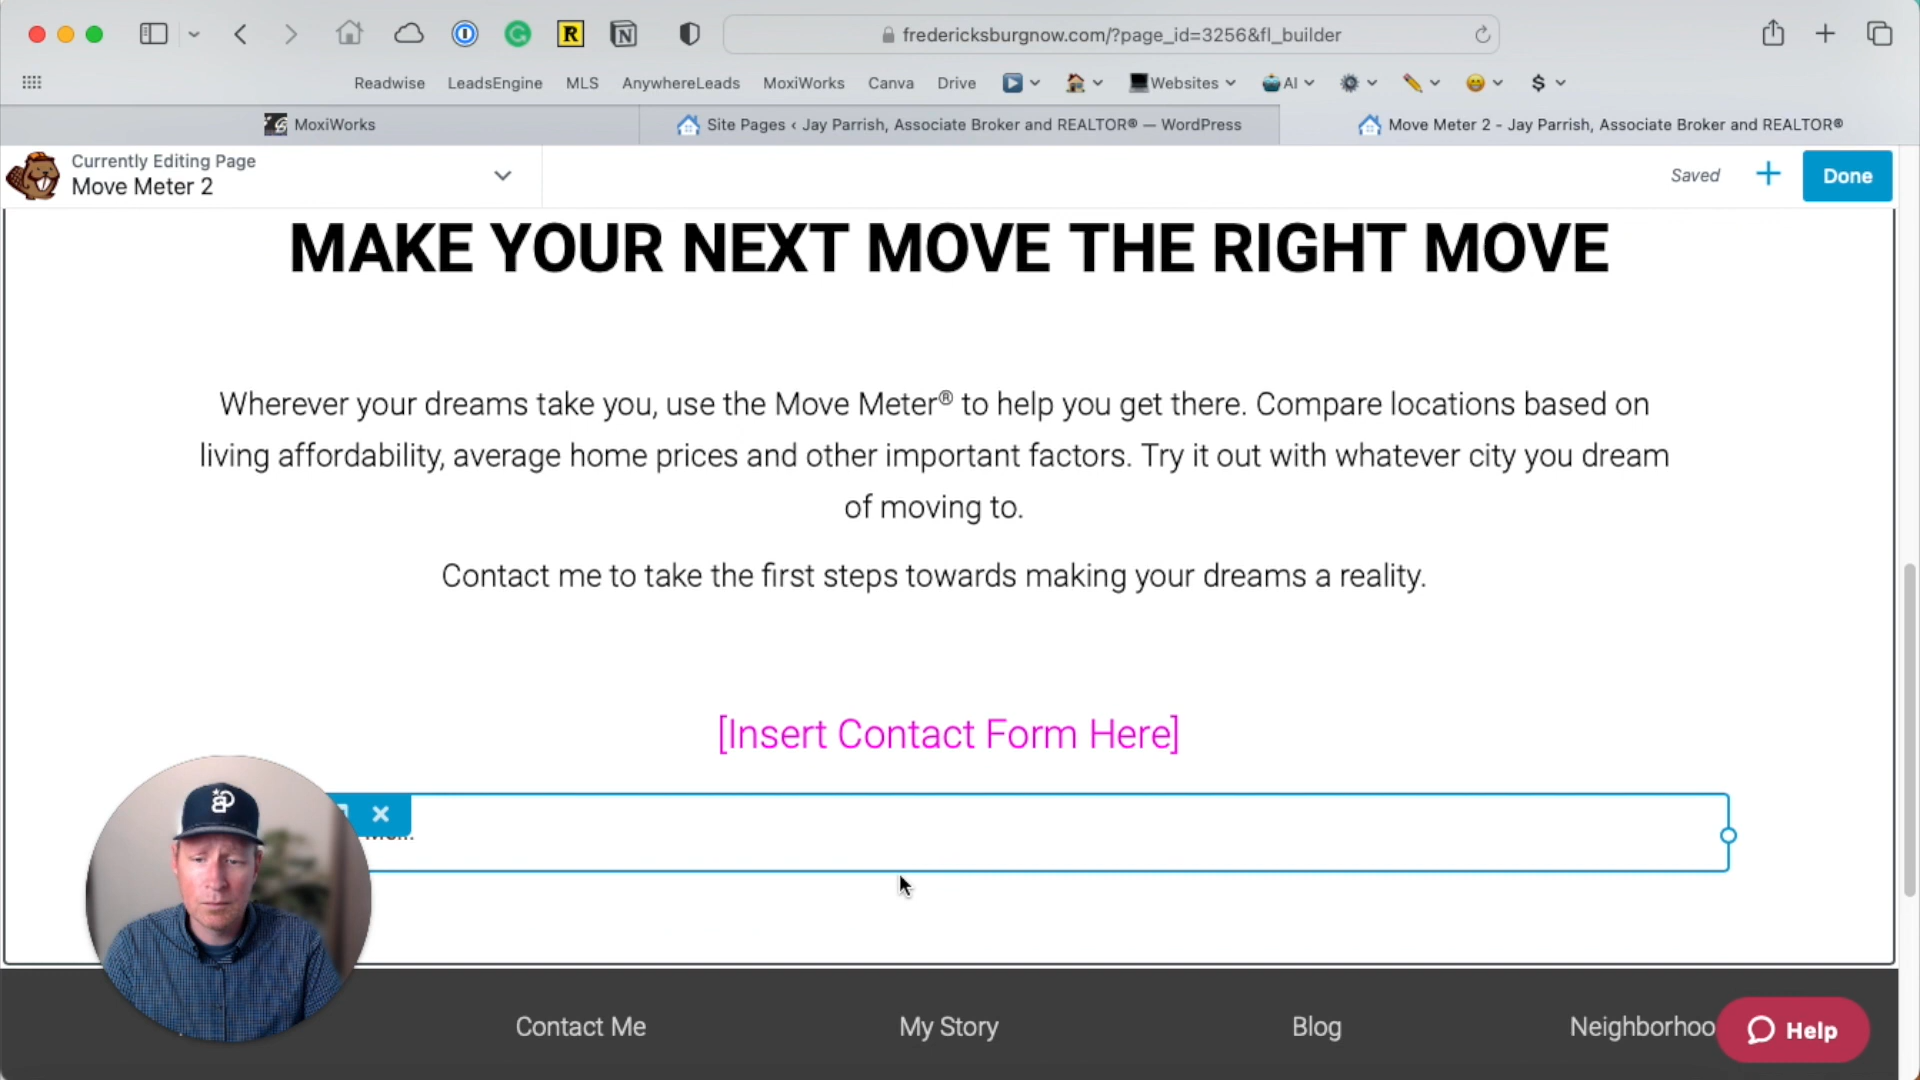 fredericksburgnow.com/?page_id=3256&fl_builder
Readwise LeadsEngine MLS AnywhereLeads MoxiWorks Canva Drive Websites AI $
MoxiWorks
Site Pages ‹ Jay Parrish, Associate Broker and REALTOR® — WordPress
Move Meter 2 - Jay Parrish, Associate Broker and REALTOR®
Currently Editing Page
Move Meter 2
Saved
Done
MAKE YOUR NEXT MOVE THE RIGHT MOVE
Wherever your dreams take you, use the Move Meter® to help you get there. Compare locations based on
living affordability, average home prices and other important factors. Try it out with whatever city you dream
of moving to.
Contact me to take the first steps towards making your dreams a reality.
[Insert Contact Form Here]
Contact Me
My Story
Blog
Neighborhoo
Help